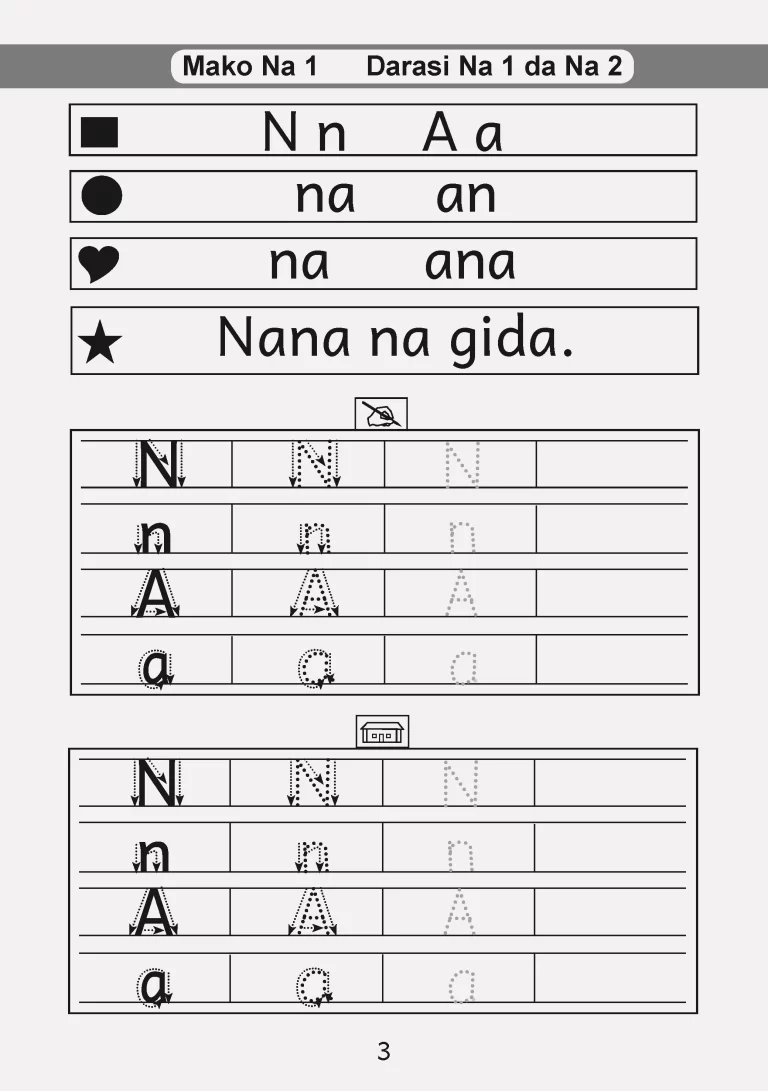 Mako Na 1 Darasi Na 1 da Na 2
N n A a
na an
na ana
Nana na gida.
N N N
n n n
A A A
a a a
N N N
n n n
A A A
a a a
3